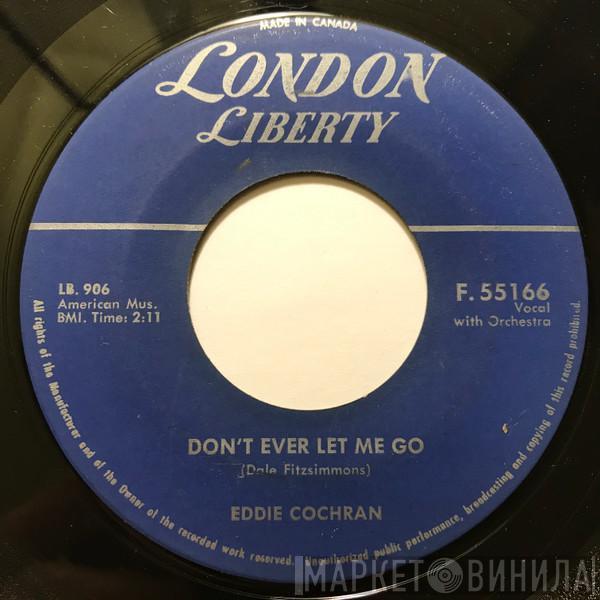 MADE IN CANADA
LONDON
LIBERTY
LB. 906
American Mus.
BMI. Time: 2:11
F. 55166
Vocal
with Orchestra
DON'T EVER LET ME GO
(Dale Fitzsimmons)
EDDIE COCHRAN
All rights of the Manufacturer and of the Owner of the recorded work reserved. Unauthorized public performance, broadcasting and copying of this record prohibited.
МАРКЕТ ВИНИЛА